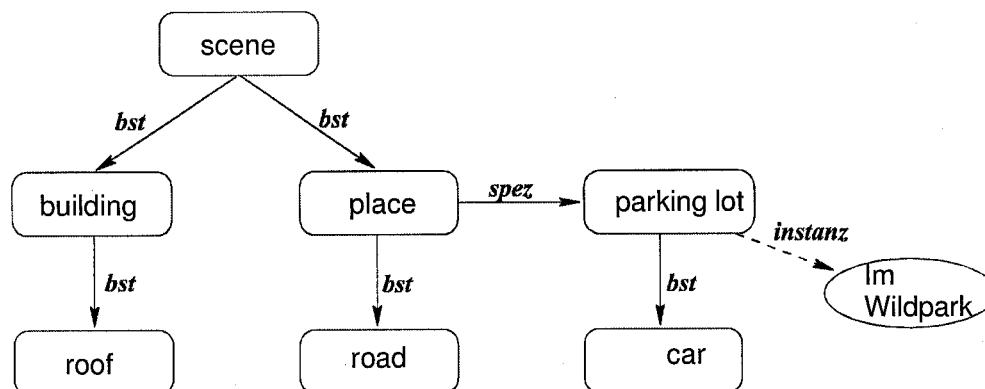 scene
bst
bst
building
place
spez
parking lot
instanz
bst
bst
bst
Im
Wildpark
roof
road
car